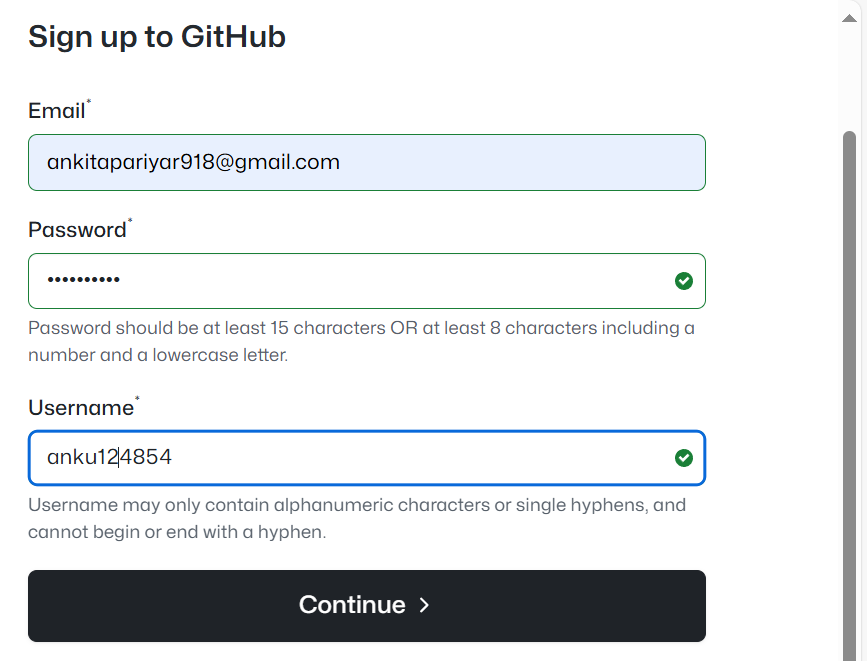 Sign up to GitHub
Email*
ankitapariyar918@gmail.com
Password*
••••••••••
Password should be at least 15 characters OR at least 8 characters including a
number and a lowercase letter.
Username*
anku124854
Username may only contain alphanumeric characters or single hyphens, and
cannot begin or end with a hyphen.
Continue >